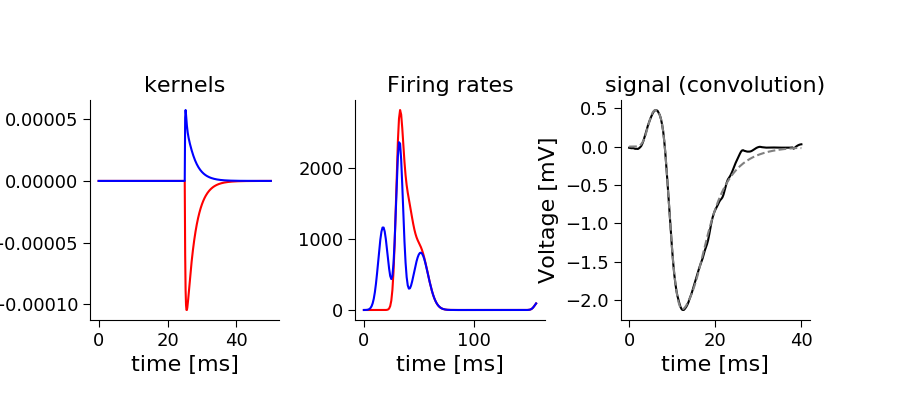 kernels
0.00005
0.00000
-0.00005
-0.00010
0 20 40
time [ms]
Firing rates
2000
1000
0
0 100
time [ms]
signal (convolution)
Voltage [mV]
0.5
0.0
−0.5
−1.0
−1.5
−2.0
0 20 40
time [ms]